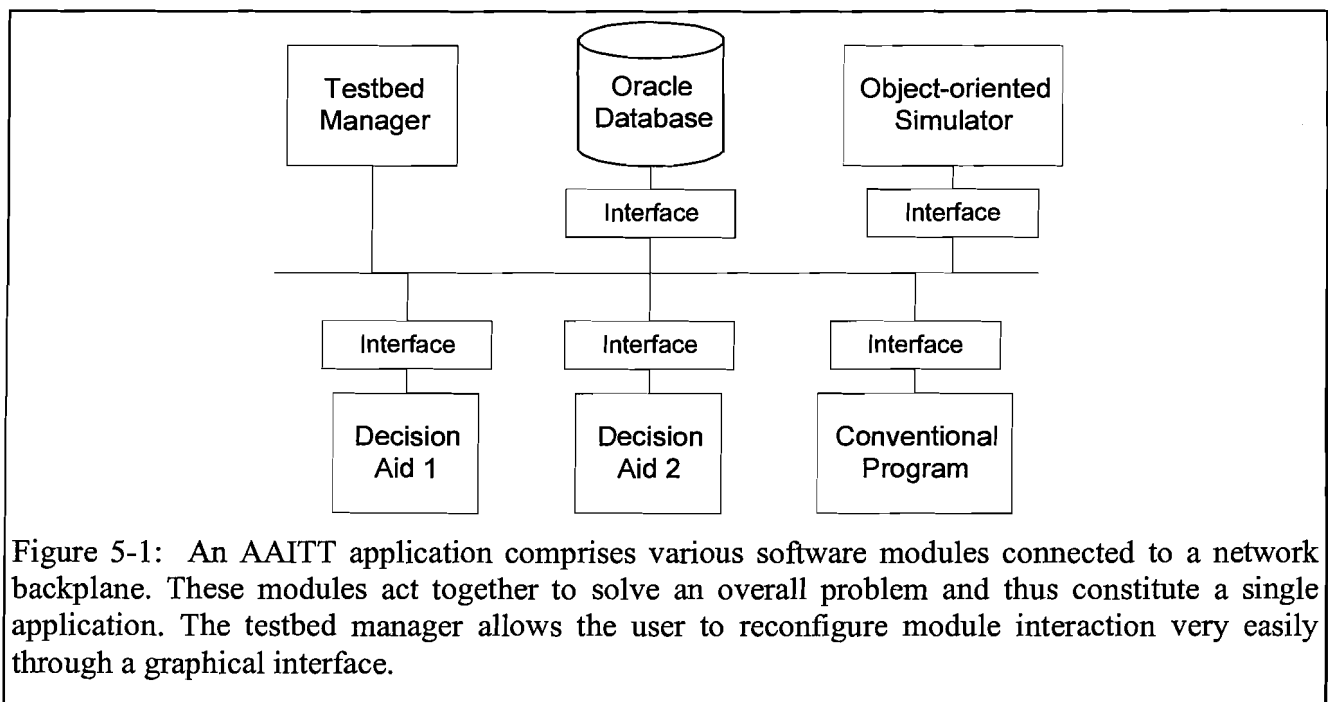 Testbed
Manager
Oracle
Database
Object-oriented
Simulator
Interface
Interface
Interface
Interface
Interface
Decision
Aid 1
Decision
Aid 2
Conventional
Program
Figure 5-1: An AAITT application comprises various software modules connected to a network
backplane. These modules act together to solve an overall problem and thus constitute a single
application. The testbed manager allows the user to reconfigure module interaction very easily
through a graphical interface.